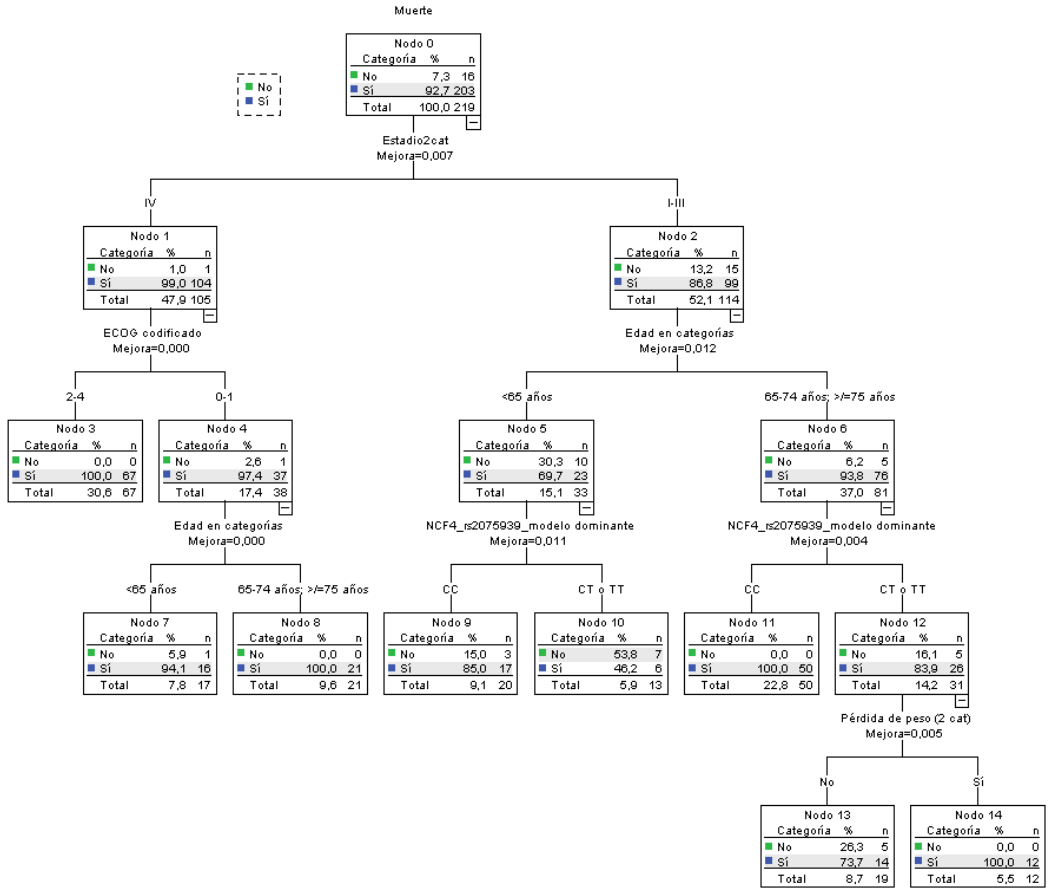 Muerte
No
Sí
Nodo 0
Categoría % n
No 7,3 16
Sí 92,7 203
Total 100,0 219
Estadio2cat
Mejora=0,007
IV
I-III
Nodo 1
Categoría % n
No 1,0 1
Sí 99,0 104
Total 47,9 105
Nodo 2
Categoría % n
No 13,2 15
Sí 86,8 99
Total 52,1 114
ECOG codificado
Mejora=0,000
Edad en categorías
Mejora=0,012
2-4
0-1
<65 años
65-74 años; >/=75 años
Nodo 3
Categoría % n
No 0,0 0
Sí 100,0 67
Total 30,6 67
Nodo 4
Categoría % n
No 2,6 1
Sí 97,4 37
Total 17,4 38
Nodo 5
Categoría % n
No 30,3 10
Sí 69,7 23
Total 15,1 33
Nodo 6
Categoría % n
No 6,2 5
Sí 93,8 76
Total 37,0 81
Edad en categorías
Mejora=0,000
NCF4_rs2075939_modelo dominante
Mejora=0,011
NCF4_rs2075939_modelo dominante
Mejora=0,004
<65 años
65-74 años; >/=75 años
CC
CT o TT
CC
CT o TT
Nodo 7
Categoría % n
No 5,9 1
Sí 94,1 16
Total 7,8 17
Nodo 8
Categoría % n
No 0,0 0
Sí 100,0 21
Total 9,6 21
Nodo 9
Categoría % n
No 15,0 3
Sí 85,0 17
Total 9,1 20
Nodo 10
Categoría % n
No 53,8 7
Sí 46,2 6
Total 5,9 13
Nodo 11
Categoría % n
No 0,0 0
Sí 100,0 50
Total 22,8 50
Nodo 12
Categoría % n
No 16,1 5
Sí 83,9 26
Total 14,2 31
Pérdida de peso (2 cat)
Mejora=0,005
No
Sí
Nodo 13
Categoría % n
No 26,3 5
Sí 73,7 14
Total 8,7 19
Nodo 14
Categoría % n
No 0,0 0
Sí 100,0 12
Total 5,5 12